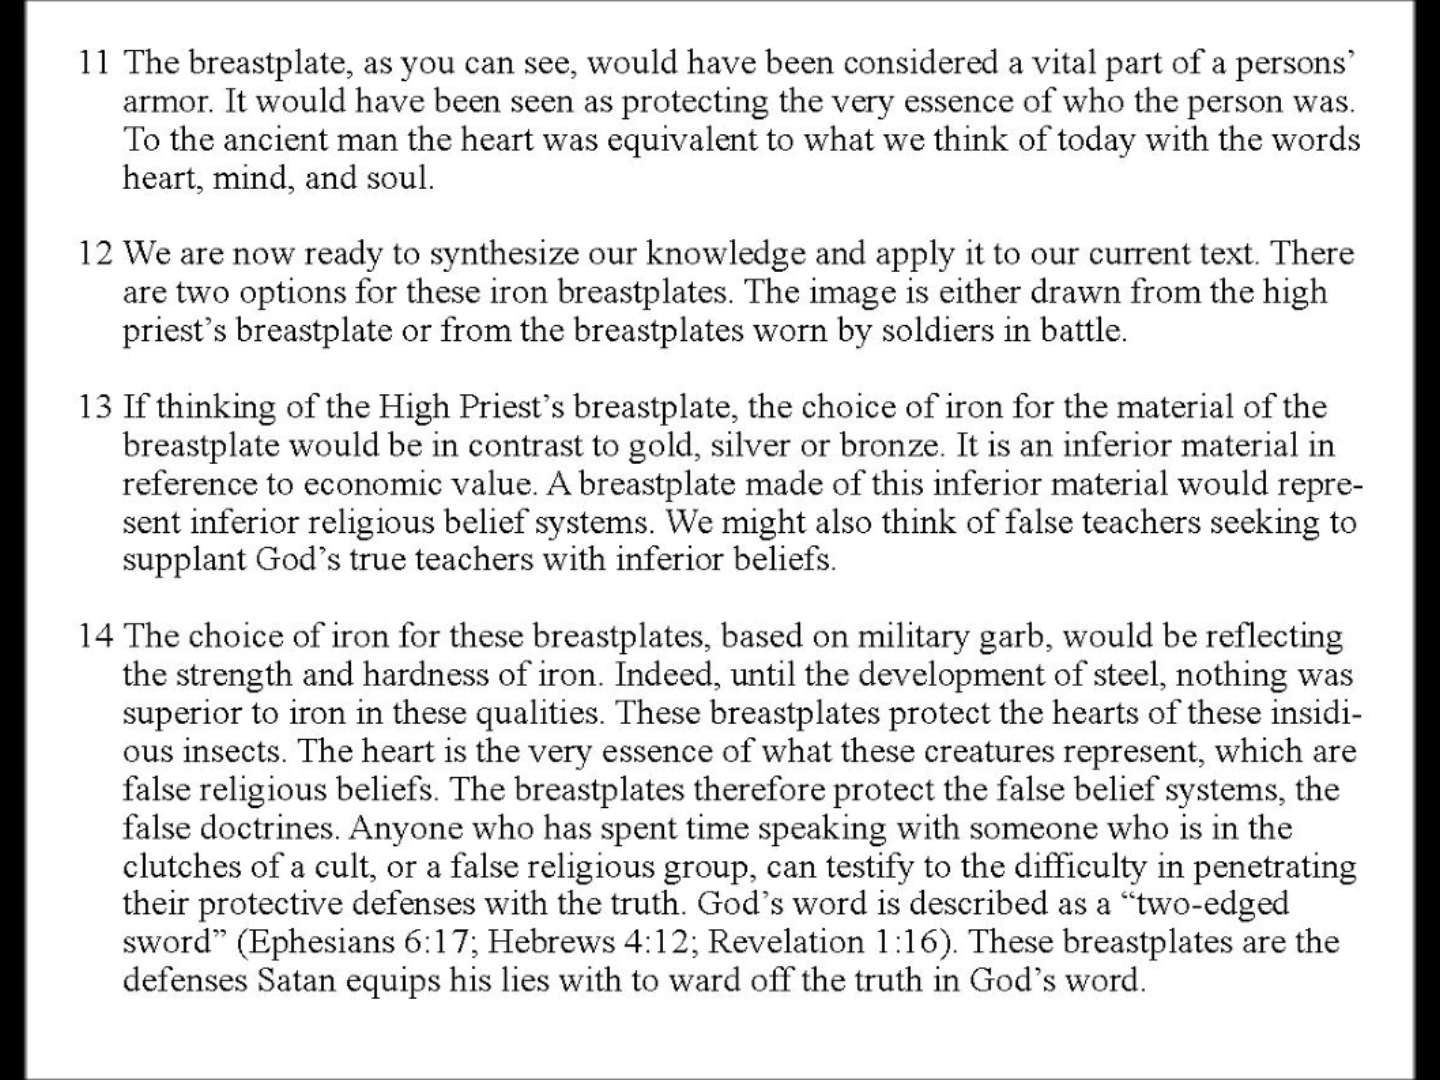 11 The breastplate, as you can see, would have been considered a vital part of a persons’
armor. It would have been seen as protecting the very essence of who the person was.
To the ancient man the heart was equivalent to what we think of today with the words
heart, mind, and soul.
12 We are now ready to synthesize our knowledge and apply it to our current text. There
are two options for these iron breastplates. The image is either drawn from the high
priest’s breastplate or from the breastplates worn by soldiers in battle.
13 If thinking of the High Priest’s breastplate, the choice of iron for the material of the
breastplate would be in contrast to gold, silver or bronze. It is an inferior material in
reference to economic value. A breastplate made of this inferior material would repre-
sent inferior religious belief systems. We might also think of false teachers seeking to
supplant God’s true teachers with inferior beliefs.
14 The choice of iron for these breastplates, based on military garb, would be reflecting
the strength and hardness of iron. Indeed, until the development of steel, nothing was
superior to iron in these qualities. These breastplates protect the hearts of these insidi-
ous insects. The heart is the very essence of what these creatures represent, which are
false religious beliefs. The breastplates therefore protect the false belief systems, the
false doctrines. Anyone who has spent time speaking with someone who is in the
clutches of a cult, or a false religious group, can testify to the difficulty in penetrating
their protective defenses with the truth. God’s word is described as a “two-edged
sword” (Ephesians 6:17; Hebrews 4:12; Revelation 1:16). These breastplates are the
defenses Satan equips his lies with to ward off the truth in God’s word.